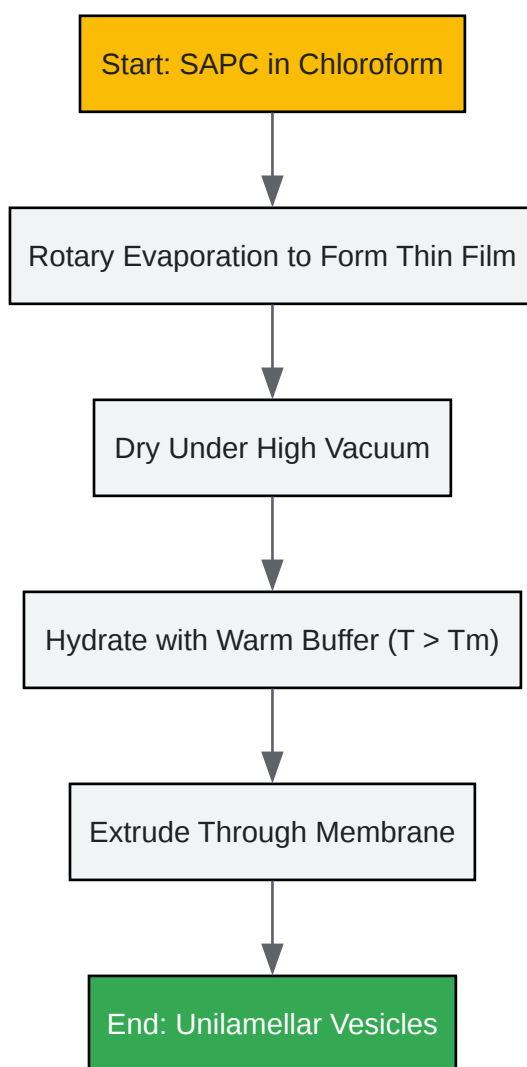 Start: SAPC in Chloroform
Rotary Evaporation to Form Thin Film
Dry Under High Vacuum
Hydrate with Warm Buffer (T > Tm)
Extrude Through Membrane
End: Unilamellar Vesicles